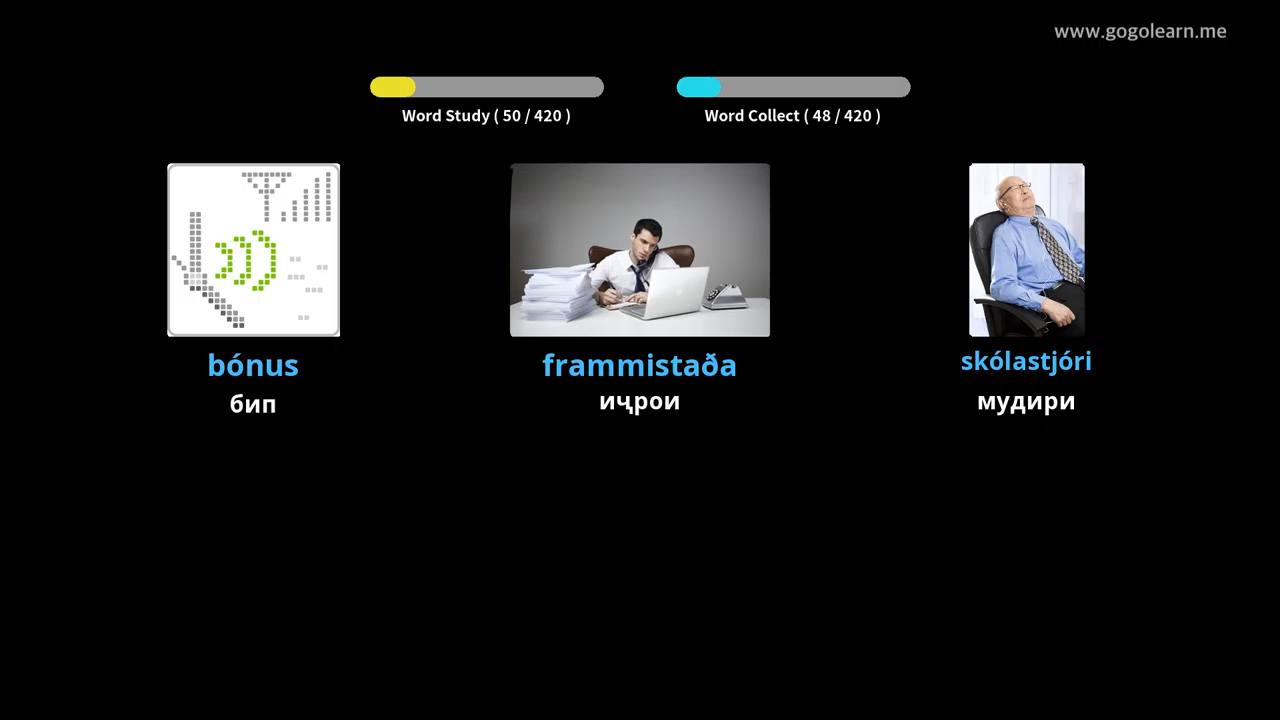 www.gogolearn.me
Word Study ( 50 / 420 )
Word Collect ( 48 / 420 )
bónus
frammistaða
skólastjóri
бип
иҷрои
мудири